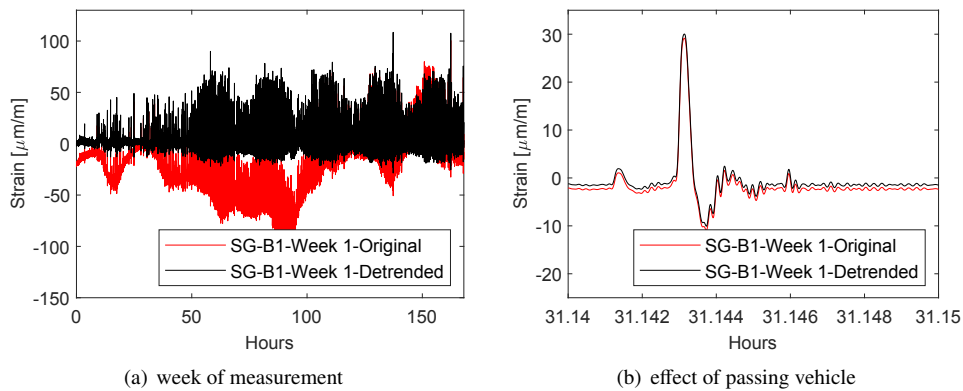 100
50
0
-50
-100
-150
Strain [μm/m]
0
50
100
150
Hours
SG-B1-Week 1-Original
SG-B1-Week 1-Detrended
(a) week of measurement
30
20
10
0
-10
-20
Strain [μm/m]
31.14
31.142
31.144
31.146
31.148
31.15
Hours
SG-B1-Week 1-Original
SG-B1-Week 1-Detrended
(b) effect of passing vehicle